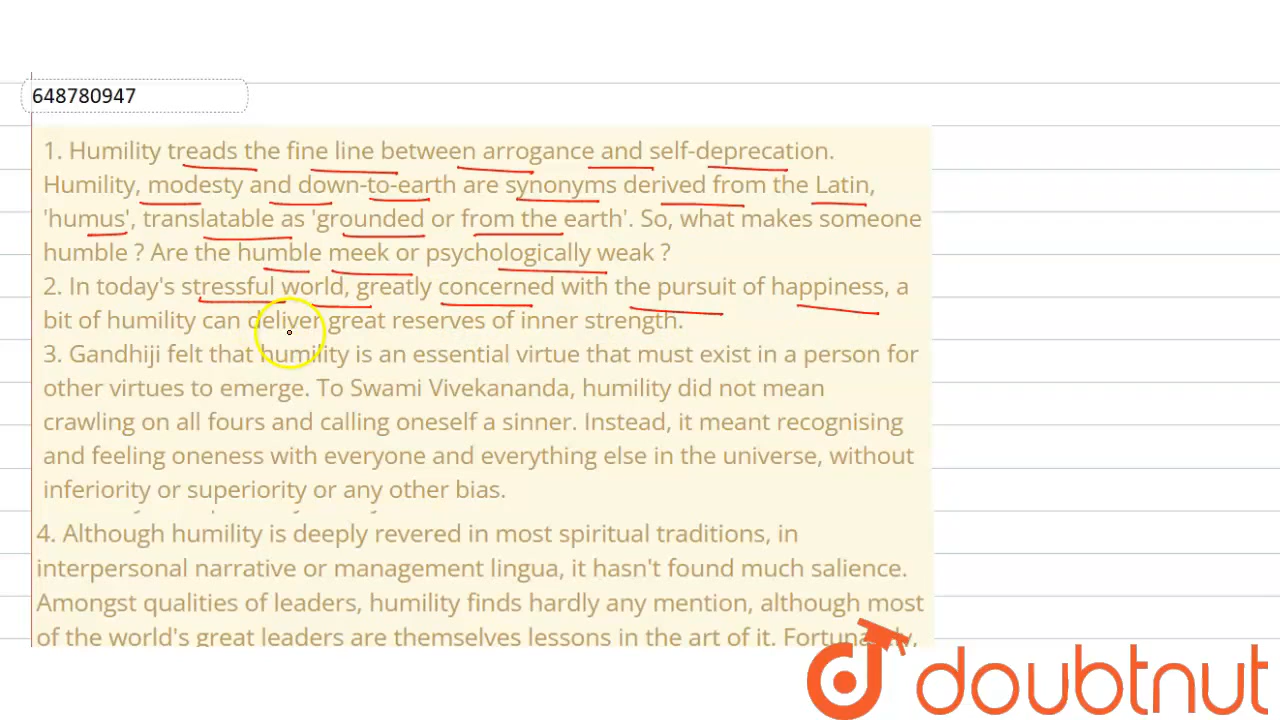 648780947
1. Humility treads the fine line between arrogance and self-deprecation.
Humility, modesty and down-to-earth are synonyms derived from the Latin,
'humus', translatable as 'grounded or from the earth'. So, what makes someone
humble ? Are the humble meek or psychologically weak ?
2. In today's stressful world, greatly concerned with the pursuit of happiness, a
bit of humility can deliver great reserves of inner strength.
3. Gandhiji felt that humility is an essential virtue that must exist in a person for
other virtues to emerge. To Swami Vivekananda, humility did not mean
crawling on all fours and calling oneself a sinner. Instead, it meant recognising
and feeling oneness with everyone and everything else in the universe, without
inferiority or superiority or any other bias.
4. Although humility is deeply revered in most spiritual traditions, in
interpersonal narrative or management lingua, it hasn't found much salience.
Amongst qualities of leaders, humility finds hardly any mention, although most
of the world's great leaders are themselves lessons in the art of it. Fortunately,
doubtnut